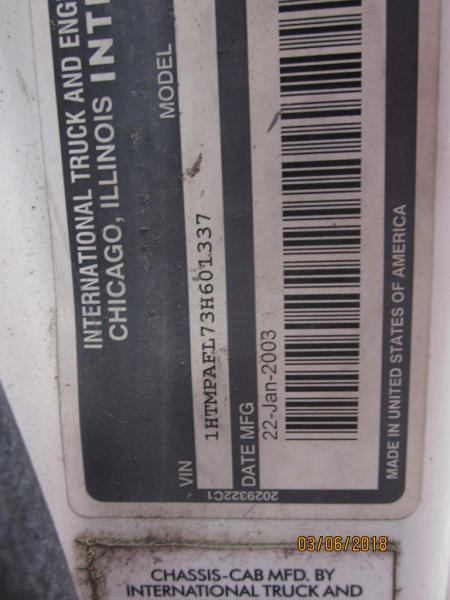 INTERNATIONAL TRUCK AND ENG
CHICAGO, ILLINOIS INT
MODEL
VIN
1HTMPAFL73H601337
DATE MFG
22-Jan-2003
MADE IN UNITED STATES OF AMERICA
2029322C1
03/06/2018
CHASSIS-CAB MFD. BY
INTERNATIONAL TRUCK AND